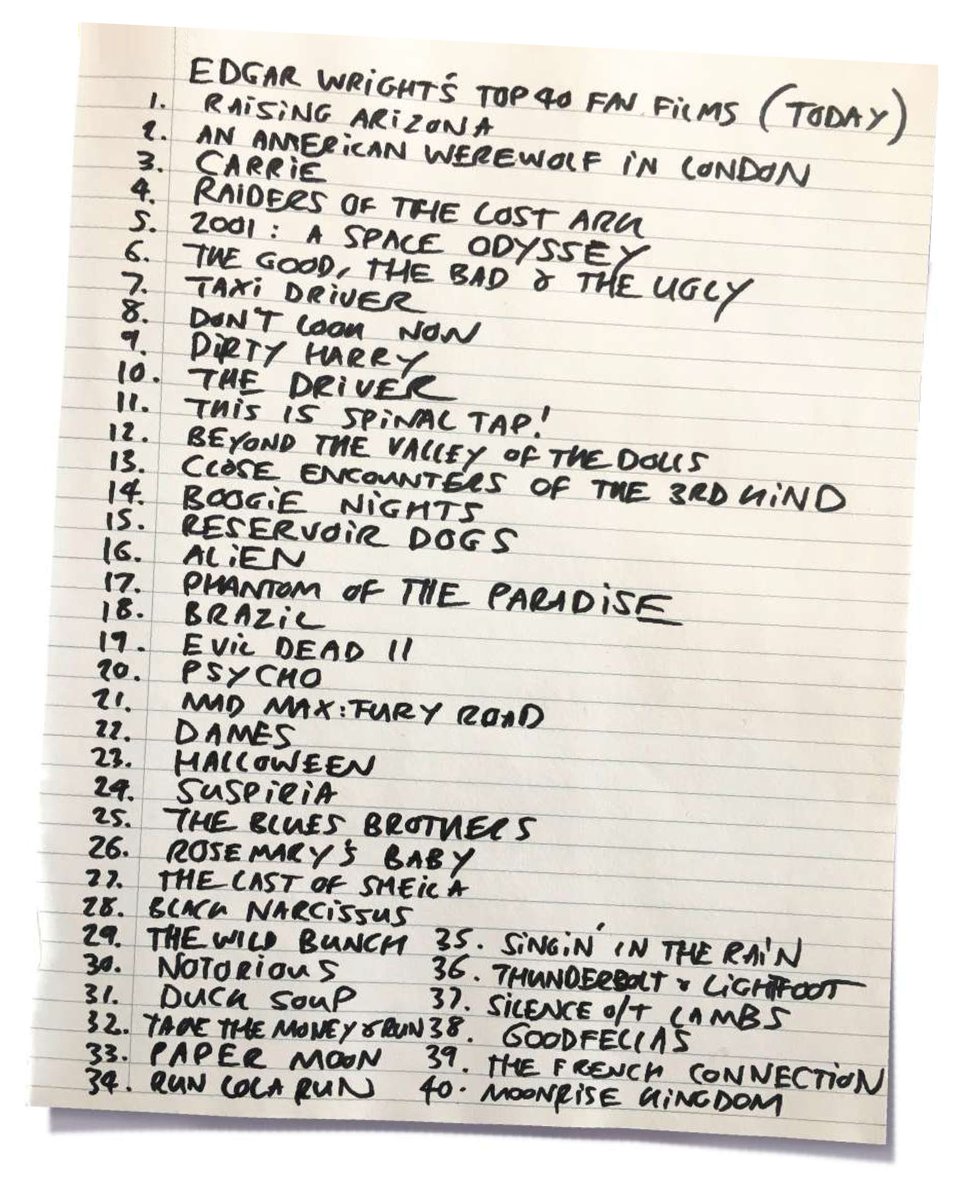 EDGAR WRIGHT'S TOP 40 FAV FILMS (TODAY)
1. RAISING ARIZONA
2. AN AMERICAN WEREWOLF IN LONDON
3. CARRIE
4. RAIDERS OF THE LOST ARK
5. 2001: A SPACE ODYSSEY
6. THE GOOD, THE BAD & THE UGLY
7. TAXI DRIVER
8. DON'T LOOK NOW
9. DIRTY HARRY
10. THE DRIVER
11. THIS IS SPINAL TAP!
12. BEYOND THE VALLEY OF THE DOLLS
13. CLOSE ENCOUNTERS OF THE 3RD KIND
14. BOOGIE NIGHTS
15. RESERVOIR DOGS
16. ALIEN
17. PHANTOM OF THE PARADISE
18. BRAZIL
19. EVIL DEAD II
20. PSYCHO
21. MAD MAX: FURY ROAD
22. DAMES
23. HALLOWEEN
24. SUSPIRIA
25. THE BLUES BROTHERS
26. ROSEMARY'S BABY
27. THE LAST OF SHEILA
28. BLACK NARCISSUS
29. THE WILD BUNCH
30. NOTORIOUS
31. DUCK SOUP
32. TAKE THE MONEY & RUN
33. PAPER MOON
34. RUN LOLA RUN
35. SINGIN' IN THE RAIN
36. THUNDERBOLT & LIGHTFOOT
37. SILENCE O/T LAMBS
38. GOODFELLAS
39. THE FRENCH CONNECTION
40. MOONRISE KINGDOM